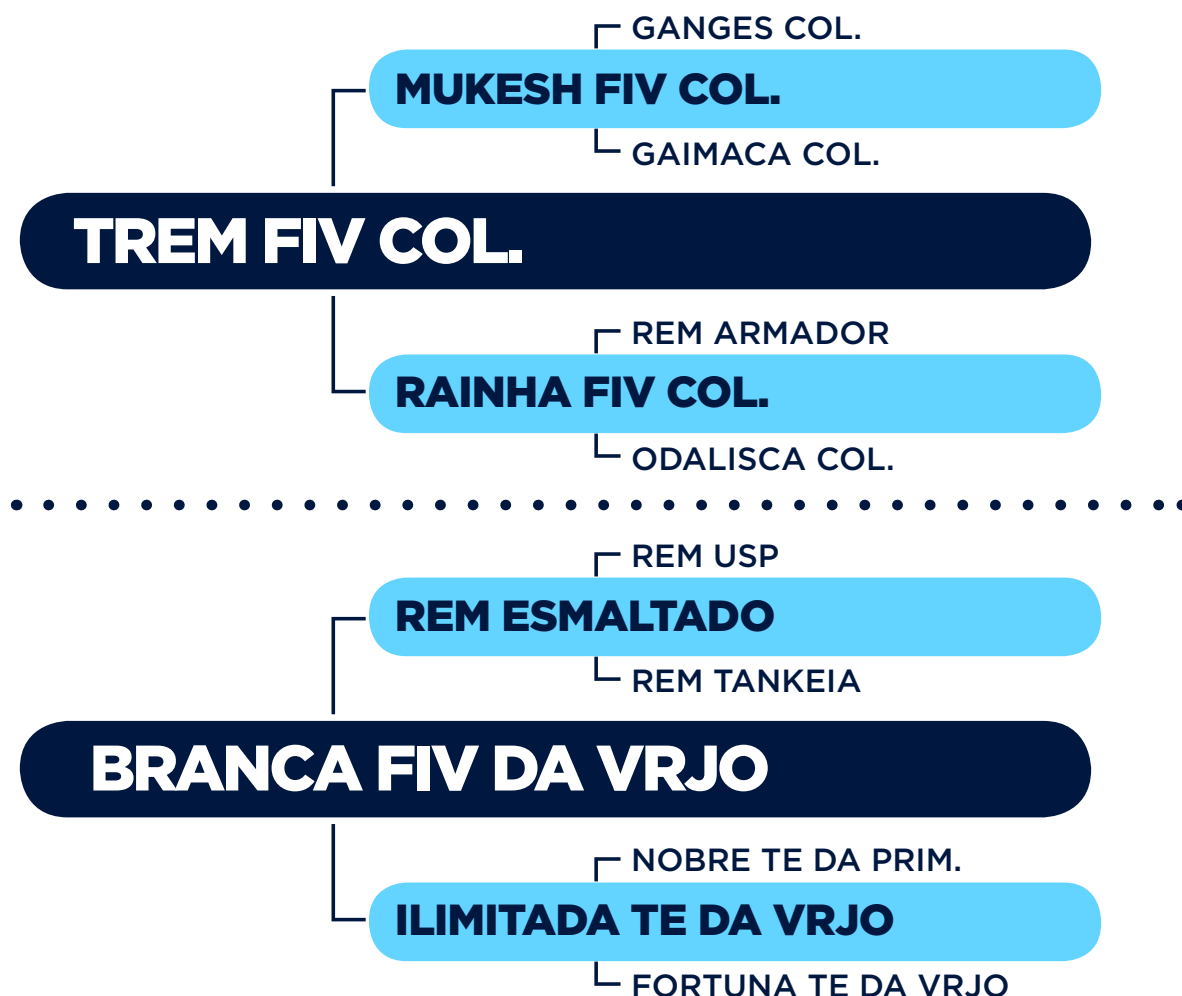 GANGES COL.
MUKESH FIV COL.
GAIMACA COL.
TREM FIV COL.
REM ARMADOR
RAINHA FIV COL.
ODALISCA COL.
REM USP
REM ESMALTADO
REM TANKEIA
BRANCA FIV DA VRJO
NOBRE TE DA PRIM.
ILIMITADA TE DA VRJO
FORTUNA TE DA VRJO